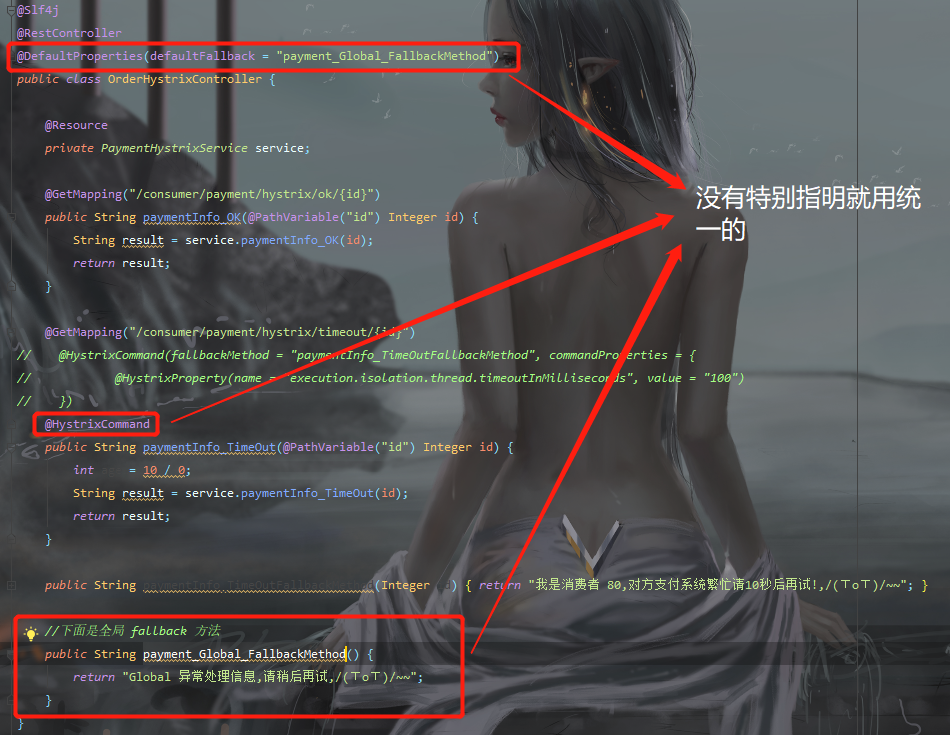 @Slf4j
@RestController
@DefaultProperties(defaultFallback = "payment_Global_FallbackMethod")
public class OrderHystrixController {
@Resource
private PaymentHystrixService service;
没有特别指明就用统
一的
@GetMapping("/consumer/payment/hystrix/ok/{id}")
public String paymentInfo_OK(@PathVariable("id") Integer id) {
String result = service.paymentInfo_OK(id);
return result;
}
@GetMapping("/consumer/payment/hystrix/timeout/{id}")
// @HystrixCommand(fallbackMethod = "paymentInfo_TimeOutFallbackMethod", commandProperties = {
// @HystrixProperty(name = "execution.isolation.thread.timeoutInMilliseconds", value = "100")
// })
@HystrixCommand
public String paymentInfo_TimeOut(@PathVariable("id") Integer id) {
int = 10 / 0;
String result = service.paymentInfo_TimeOut(id);
return result;
}
public String paymentInfo_TimeOutFallbackMethod(Integer id) { return "我是消费者 80,对方支付系统繁忙请10秒后再试!,/(ㄒoㄒ)/~~"; }
//下面是全局 fallback 方法
public String payment_Global_FallbackMethod() {
return "Global 异常处理信息,请稍后再试,/(ㄒoㄒ)/~~";
}
}